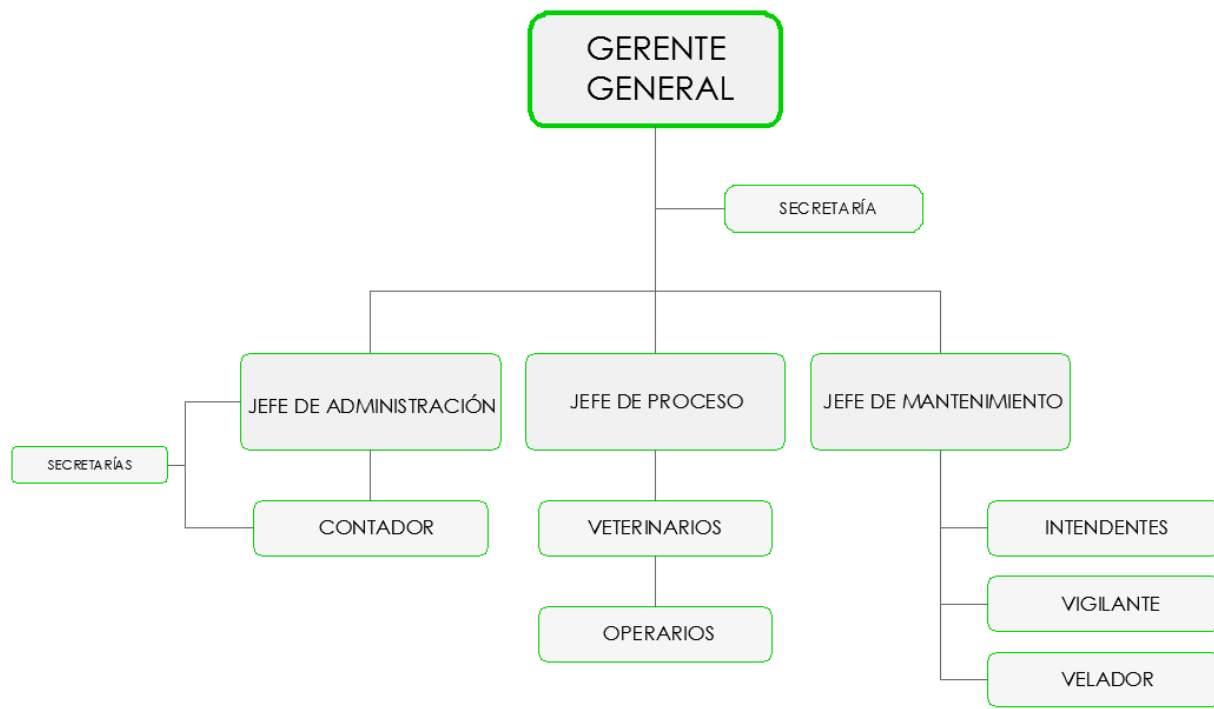 GERENTE
GENERAL
SECRETARÍA
JEFE DE ADMINISTRACIÓN
JEFE DE PROCESO
JEFE DE MANTENIMIENTO
SECRETARÍAS
CONTADOR
VETERINARIOS
INTENDENTES
VIGILANTE
OPERARIOS
VELADOR